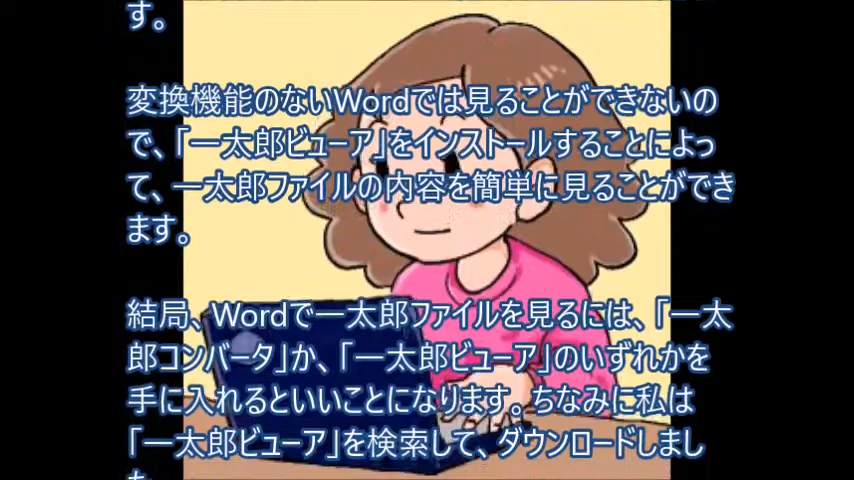 す。
変換機能のないWordでは見ることができないの
で、「一太郎ビューア」をインストールすることによっ
て、一太郎ファイルの内容を簡単に見ることができ
ます。
結局、Wordで一太郎ファイルを見るには、「一太
郎コンバータ」か、「一太郎ビューア」のいずれかを
手に入れるといいことになります。ちなみに私は
「一太郎ビューア」を検索して、ダウンロードしまし